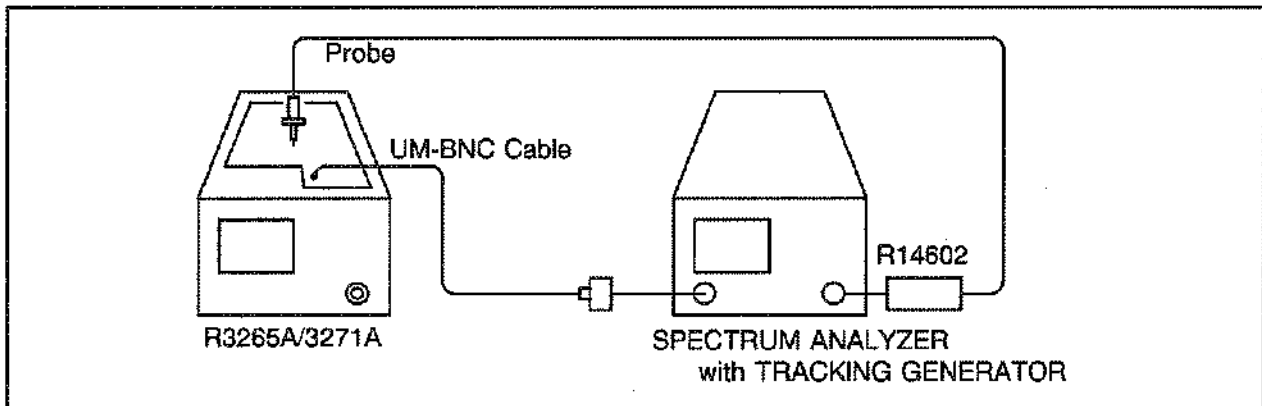 Probe
UM-BNC Cable
R14602
R3265A/3271A
SPECTRUM ANALYZER
with TRACKING GENERATOR